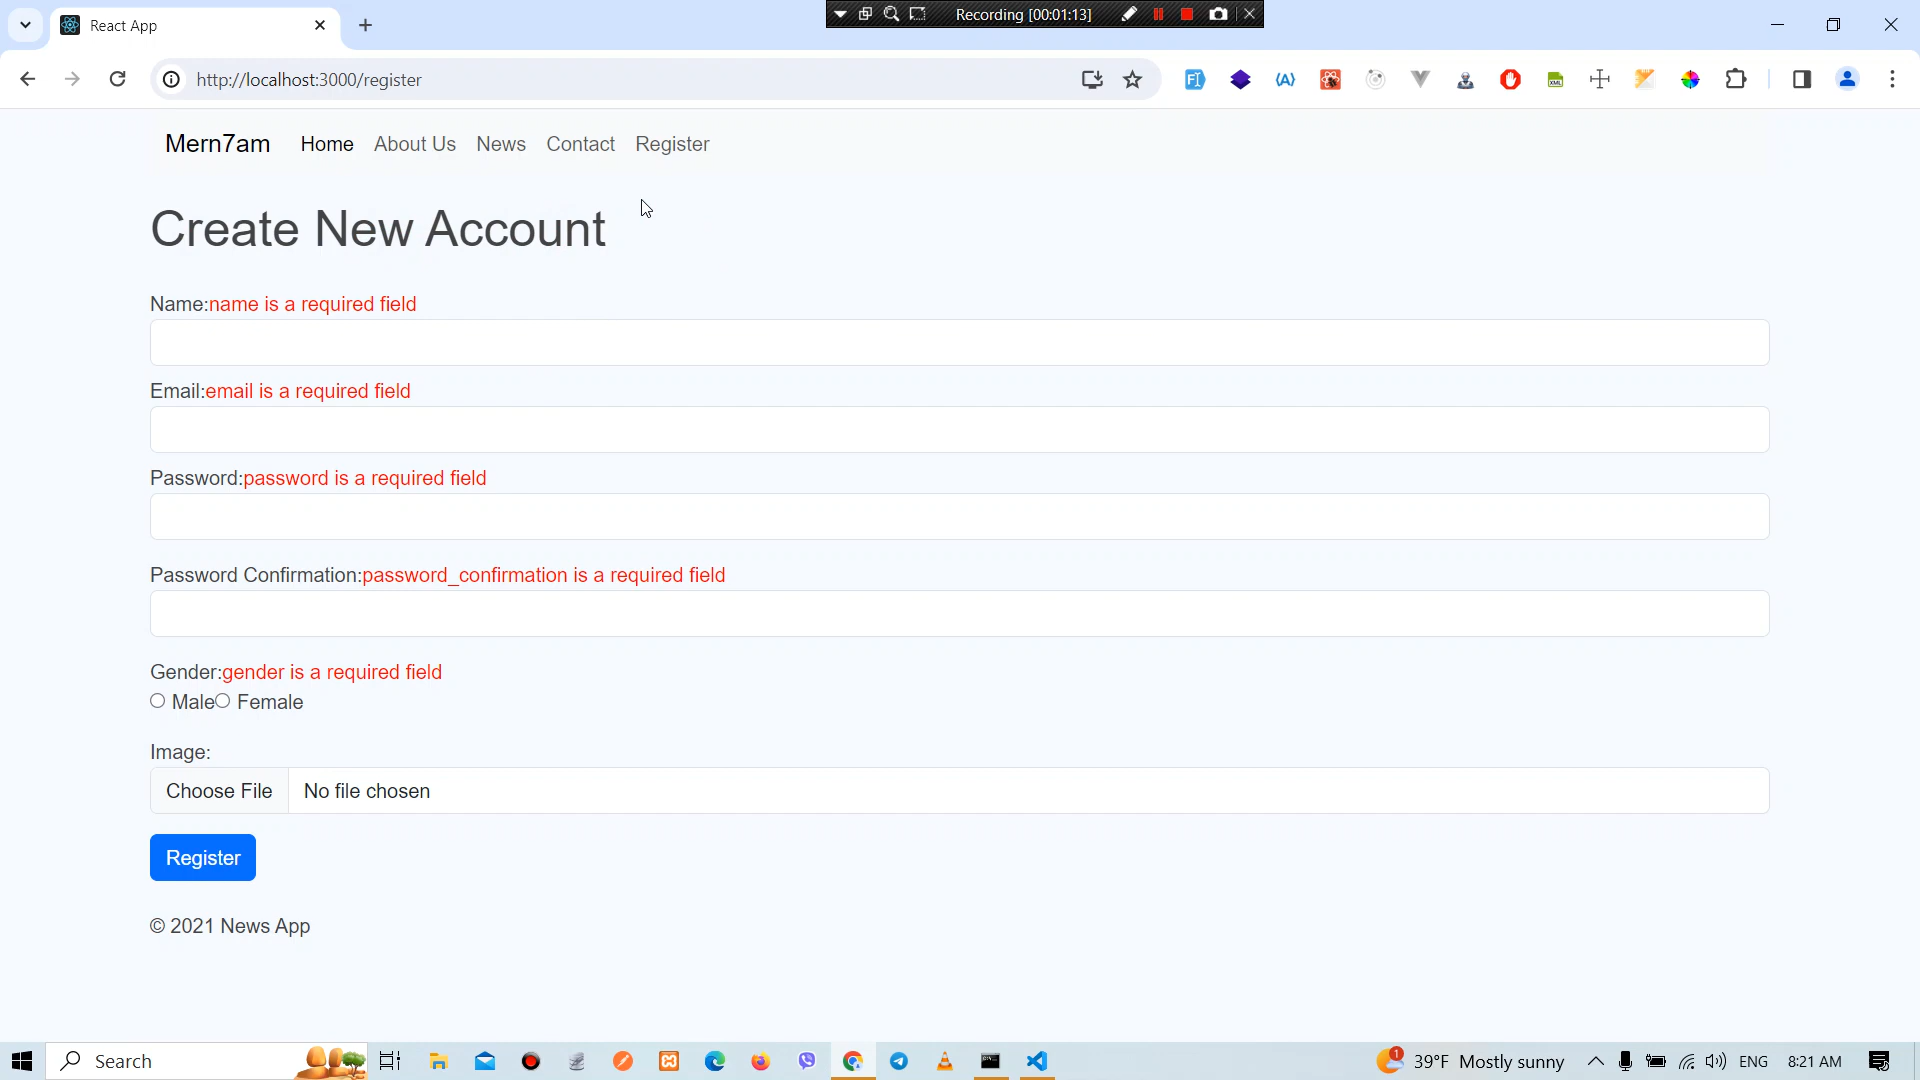 React App
Recording [00:01:13]
http://localhost:3000/register
Mern7am Home About Us News Contact Register
Create New Account
Name:name is a required field
Email:email is a required field
Password:password is a required field
Password Confirmation:password_confirmation is a required field
Gender:gender is a required field
Male Female
Image:
Choose File No file chosen
Register
© 2021 News App
Search
1 39°F Mostly sunny ENG 8:21 AM